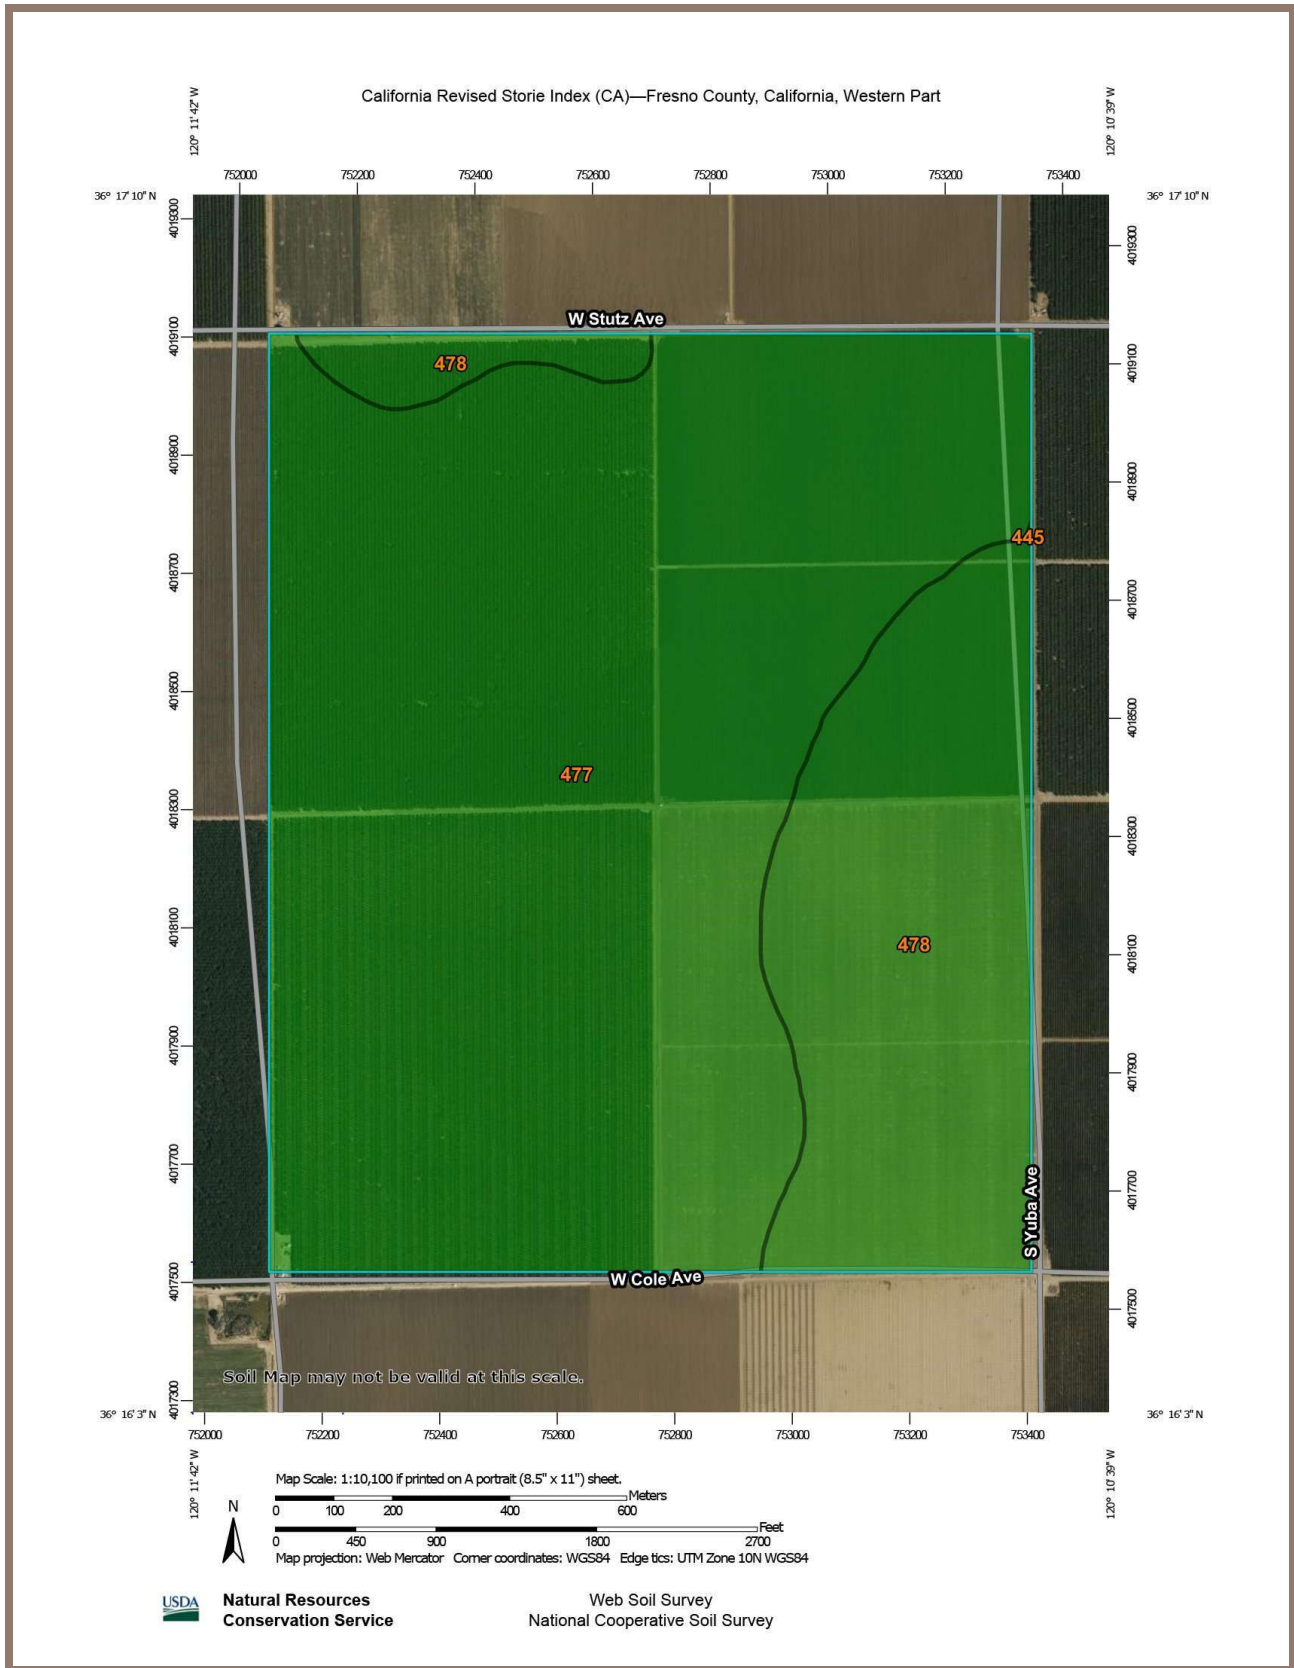 California Revised Storie Index (CA)—Fresno County, California, Western Part
120° 11' 42" W
120° 10' 39" W
752000 752200 752400 752600 752800 753000 753200 753400
36° 17' 10" N
36° 17' 10" N
4019300
4019300
W Stutz Ave
4019100
4019100
478
4018900
4018900
445
4018700
4018700
4018500
4018500
477
4018300
4018300
478
4018100
4018100
4017900
4017900
4017700
4017700
S Yuba Ave
W Cole Ave
4017500
4017500
Soil Map may not be valid at this scale.
4017300
36° 16' 3" N
36° 16' 3" N
752000 752200 752400 752600 752800 753000 753200 753400
120° 11' 42" W
120° 10' 39" W
Map Scale: 1:10,100 if printed on A portrait (8.5" x 11") sheet.
Meters
0 100 200 400 600
Feet
0 450 900 1800 2700
N
Map projection: Web Mercator Corner coordinates: WGS84 Edge tics: UTM Zone 10N WGS84
USDA
Natural Resources
Conservation Service
Web Soil Survey
National Cooperative Soil Survey